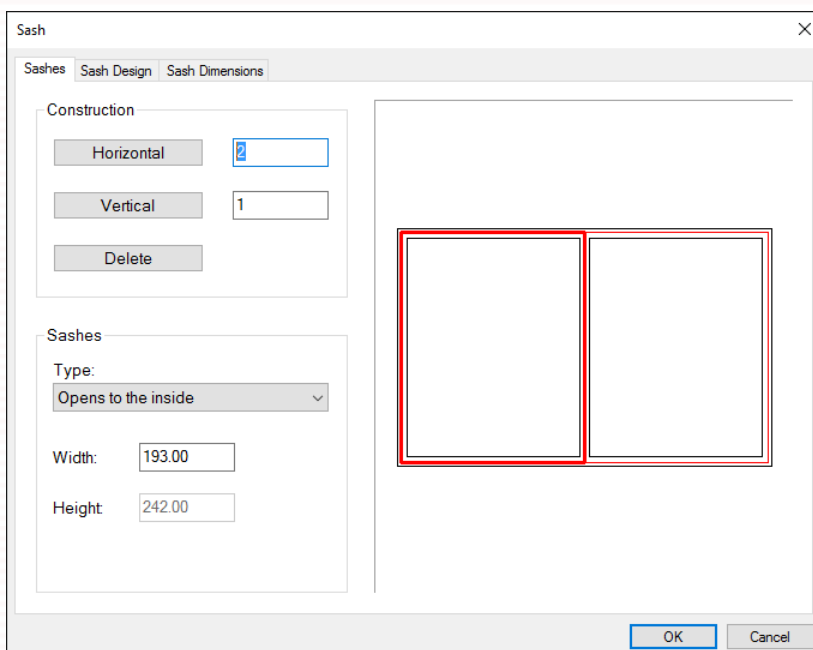 Sash
Sashes Sash Design Sash Dimensions
Construction
Horizontal 2
Vertical 1
Delete
Sashes
Type:
Opens to the inside
Width: 193.00
Height: 242.00
OK Cancel